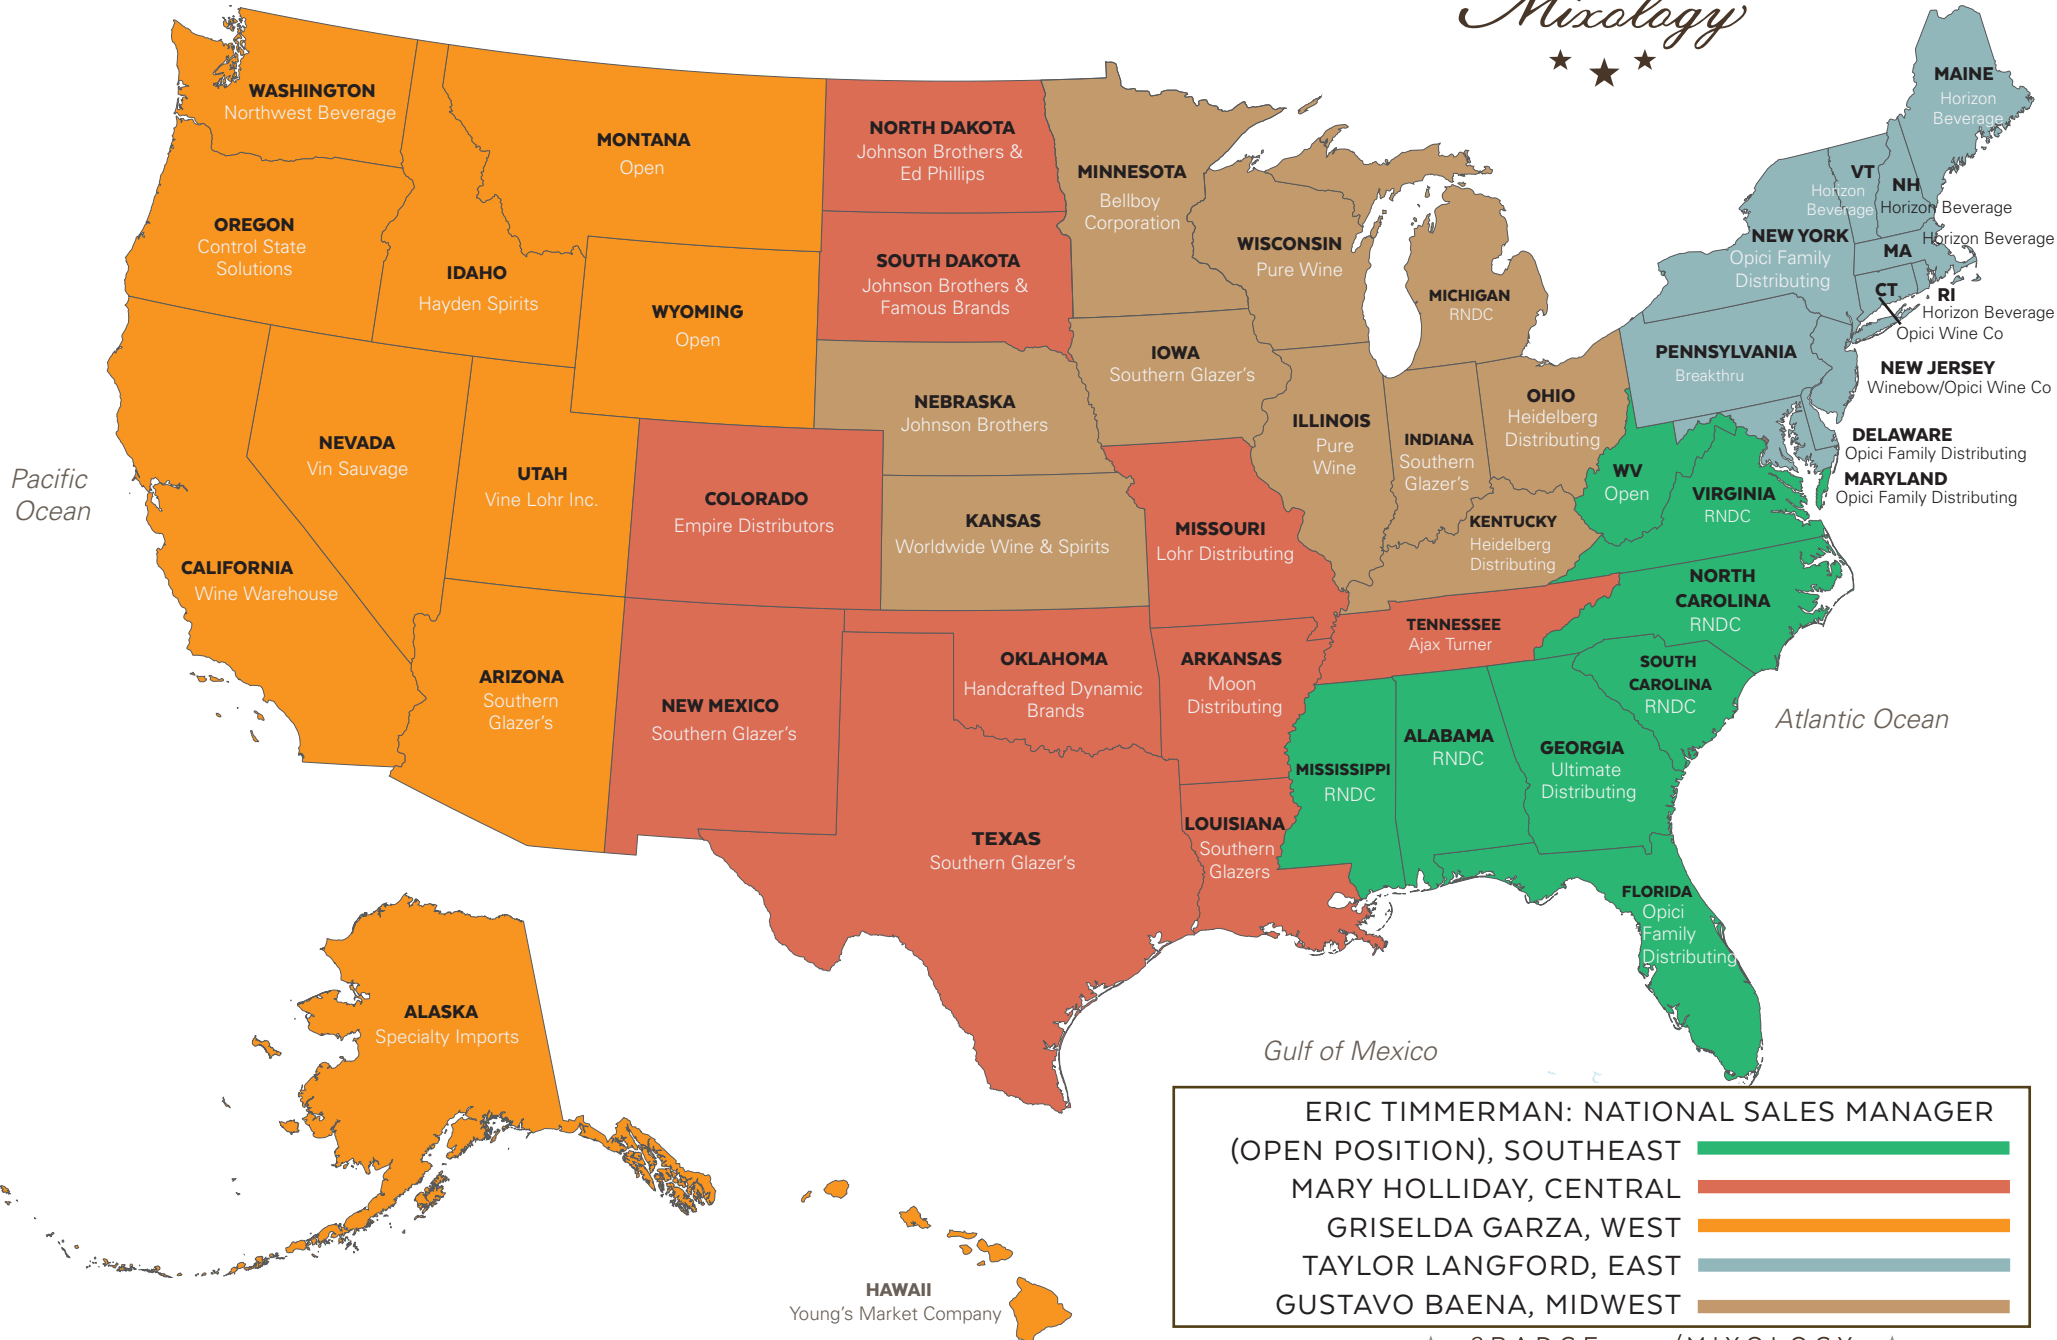 Mixology
WASHINGTON
Northwest Beverage
OREGON
Control State
Solutions
IDAHO
Hayden Spirits
MONTANA
Open
WYOMING
Open
NEVADA
Vin Sauvage
UTAH
Vine Lohr Inc.
CALIFORNIA
Wine Warehouse
ARIZONA
Southern
Glazer's
Pacific
Ocean
NORTH DAKOTA
Johnson Brothers &
Ed Phillips
SOUTH DAKOTA
Johnson Brothers &
Famous Brands
NEBRASKA
Johnson Brothers
KANSAS
Worldwide Wine & Spirits
COLORADO
Empire Distributors
NEW MEXICO
Southern Glazer's
OKLAHOMA
Handcrafted Dynamic
Brands
TEXAS
Southern Glazer's
MINNESOTA
Bellboy
Corporation
IOWA
Southern Glazer's
MISSOURI
Lohr Distributing
ARKANSAS
Moon
Distributing
LOUISIANA
Southern
Glazers
WISCONSIN
Pure Wine
ILLINOIS
Pure
Wine
MICHIGAN
RNDC
INDIANA
Southern
Glazer's
OHIO
Heidelberg
Distributing
KENTUCKY
Heidelberg
Distributing
TENNESSEE
Ajax Turner
MISSISSIPPI
RNDC
ALABAMA
RNDC
GEORGIA
Ultimate
Distributing
FLORIDA
Opici
Family
Distributing
SOUTH
CAROLINA
RNDC
NORTH
CAROLINA
RNDC
VIRGINIA
RNDC
WV
Open
MAINE
Horizon
Beverage
VT
Horizon
Beverage
NH
Horizon Beverage
NEW YORK
Opici Family
Distributing
MA
Horizon Beverage
CT
Opici Wine Co
RI
Horizon Beverage
PENNSYLVANIA
Breakthru
NEW JERSEY
Winebow/Opici Wine Co
DELAWARE
Opici Family Distributing
MARYLAND
Opici Family Distributing
Atlantic Ocean
Gulf of Mexico
ALASKA
Specialty Imports
HAWAII
Young's Market Company
ERIC TIMMERMAN: NATIONAL SALES MANAGER
(OPEN POSITION), SOUTHEAST
MARY HOLLIDAY, CENTRAL
GRISELDA GARZA, WEST
TAYLOR LANGFORD, EAST
GUSTAVO BAENA, MIDWEST